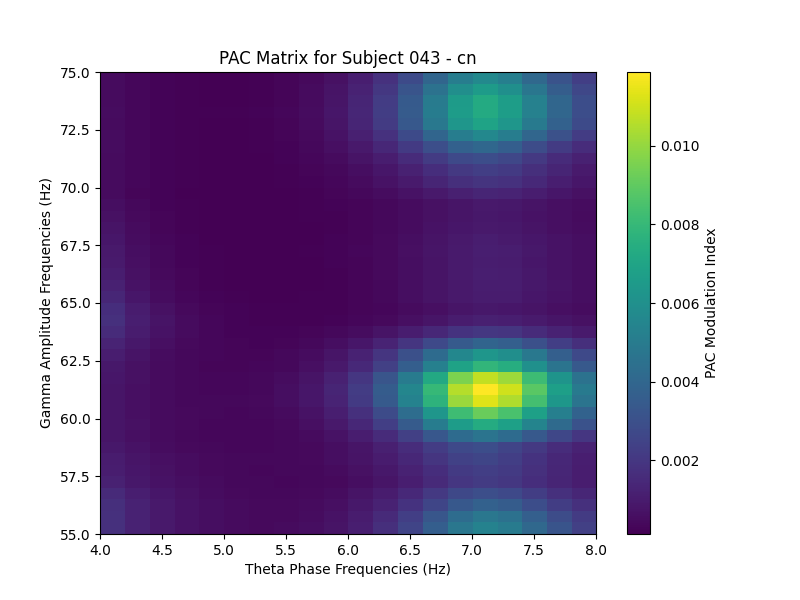 PAC Matrix for Subject 043 - cn
75.0
72.5
70.0
67.5
65.0
62.5
60.0
57.5
55.0
Gamma Amplitude Frequencies (Hz)
4.0 4.5 5.0 5.5 6.0 6.5 7.0 7.5 8.0
Theta Phase Frequencies (Hz)
0.010
0.008
0.006
0.004
0.002
PAC Modulation Index